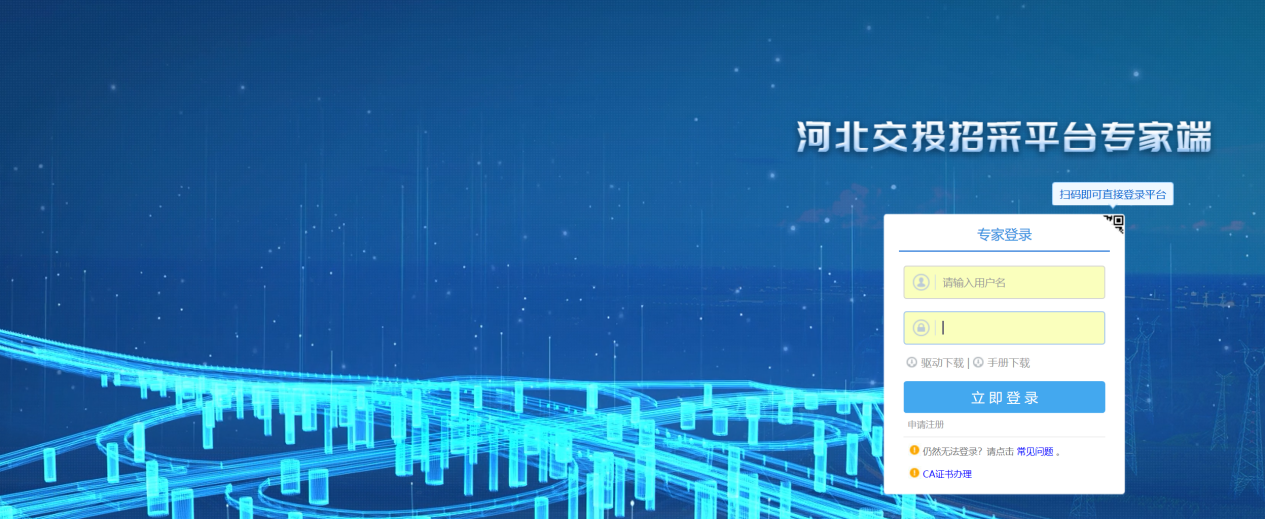 河北交投招采平台专家端
扫码即可直接登录平台
专家登录
请输入用户名
驱动下载 | 手册下载
立即登录
申请注册
仍然无法登录？请点击 常见问题 。
CA证书办理